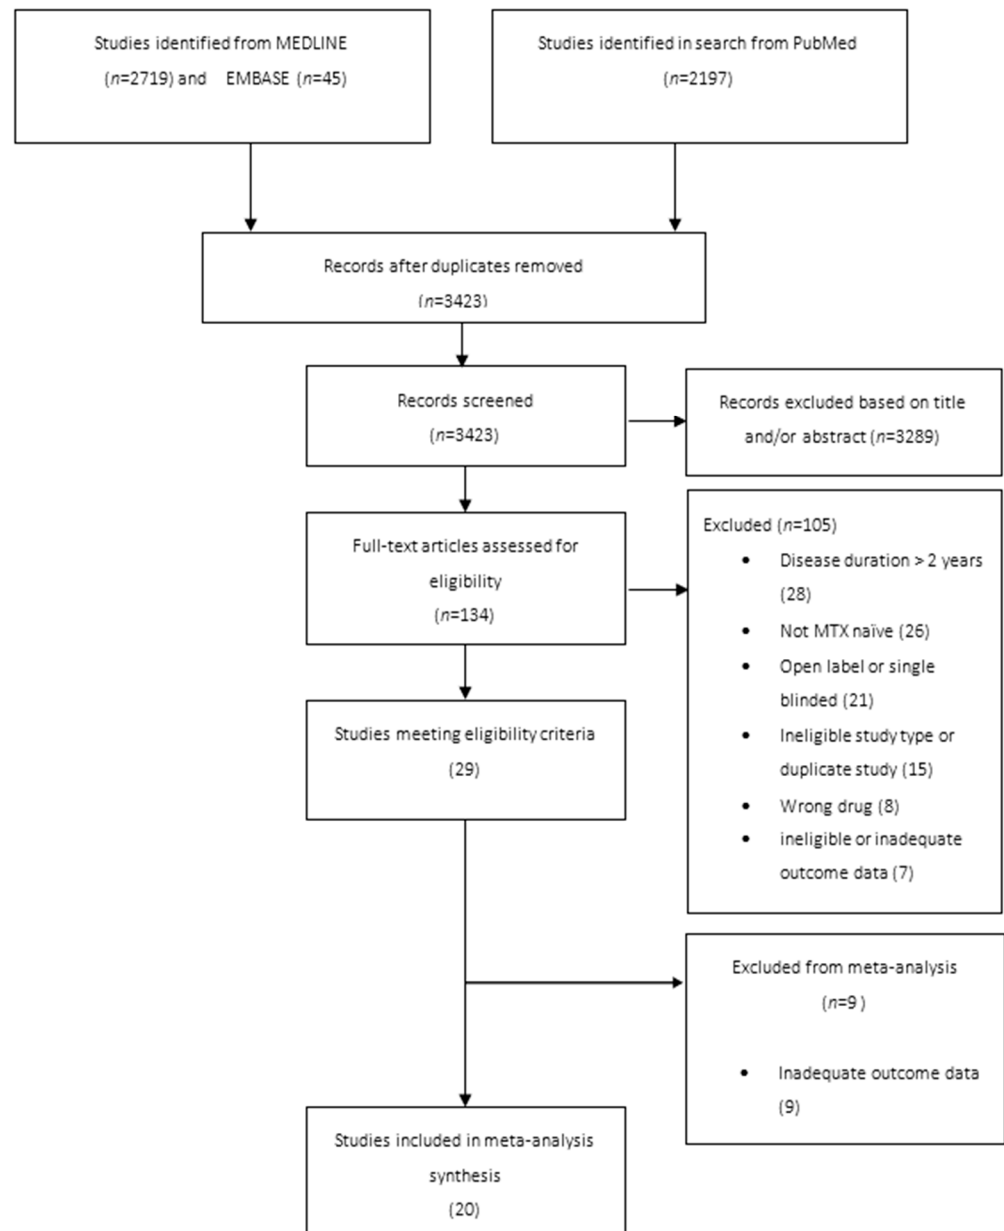 Studies identified from MEDLINE
(n=2719) and EMBASE (n=45)
Studies identified in search from PubMed
(n=2197)
Records after duplicates removed
(n=3423)
Records screened
(n=3423)
Records excluded based on title
and/or abstract (n=3289)
Full-text articles assessed for
eligibility
(n=134)
Excluded (n=105)
• Disease duration > 2 years
(28)
• Not MTX naïve (26)
• Open label or single
blinded (21)
• Ineligible study type or
duplicate study (15)
• Wrong drug (8)
• ineligible or inadequate
outcome data (7)
Studies meeting eligibility criteria
(29)
Excluded from meta-analysis
(n=9 )
• Inadequate outcome data
(9)
Studies included in meta-analysis
synthesis
(20)